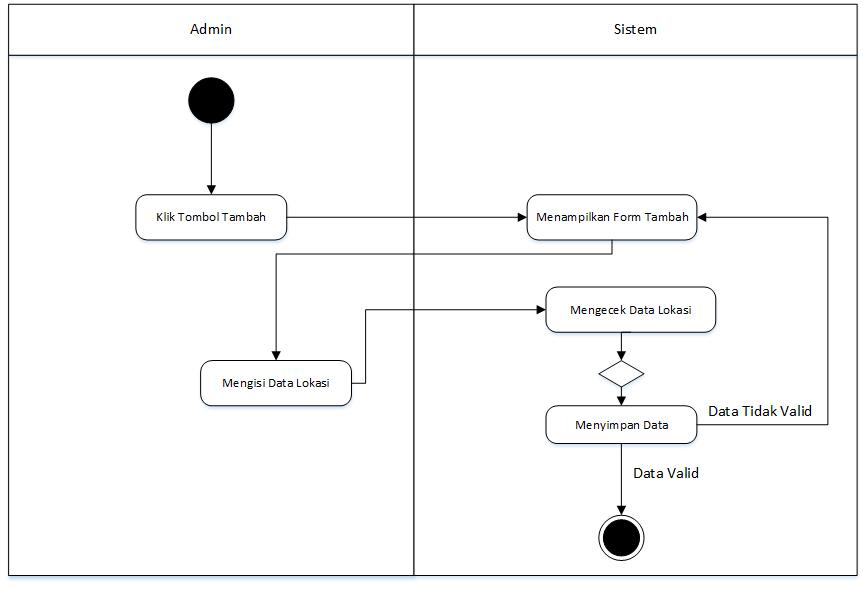 Admin
Sistem
Klik Tombol Tambah
Menampilkan Form Tambah
Mengecek Data Lokasi
Mengisi Data Lokasi
Menyimpan Data
Data Tidak Valid
Data Valid